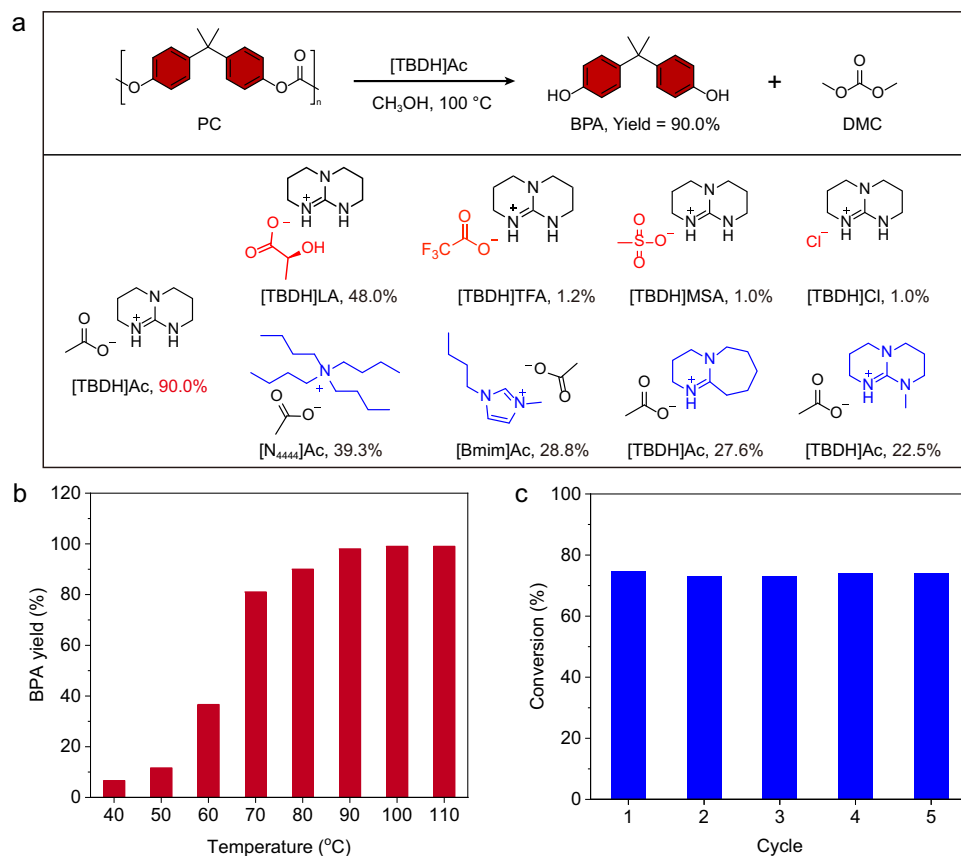 a
[TBDH]Ac
CH₃OH, 100 °C
O
O
O
n
PC
HO
OH
BPA, Yield = 90.0%
+
O
O
O
DMC
O
O⁻
N
N
H
+
N
H
[TBDH]Ac, 90.0%
O⁻
O
OH
N
N
H
+
N
H
[TBDH]LA, 48.0%
F₃C
O
O⁻
N
N
H
+
N
H
[TBDH]TFA, 1.2%
O
S
O⁻
O
N
N
H
+
N
H
[TBDH]MSA, 1.0%
Cl⁻
N
N
H
+
N
H
[TBDH]Cl, 1.0%
N
+
O
O⁻
[N₄₄₄₄]Ac, 39.3%
N
N
+
⁻O
O
[Bmim]Ac, 28.8%
O
O⁻
N
N
H
+
[TBDH]Ac, 27.6%
O
O⁻
N
N
H
+
N
[TBDH]Ac, 22.5%
b
BPA yield (%)
120
100
80
60
40
20
0
40 50 60 70 80 90 100 110
Temperature (°C)
c
Conversion (%)
100
80
60
40
20
0
1 2 3 4 5
Cycle